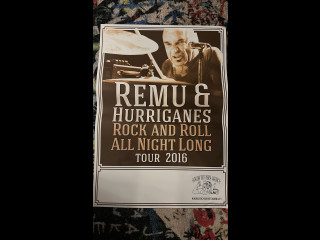 REMU &
HURRIGANES
ROCK AND ROLL
ALL NIGHT LONG
TOUR 2016